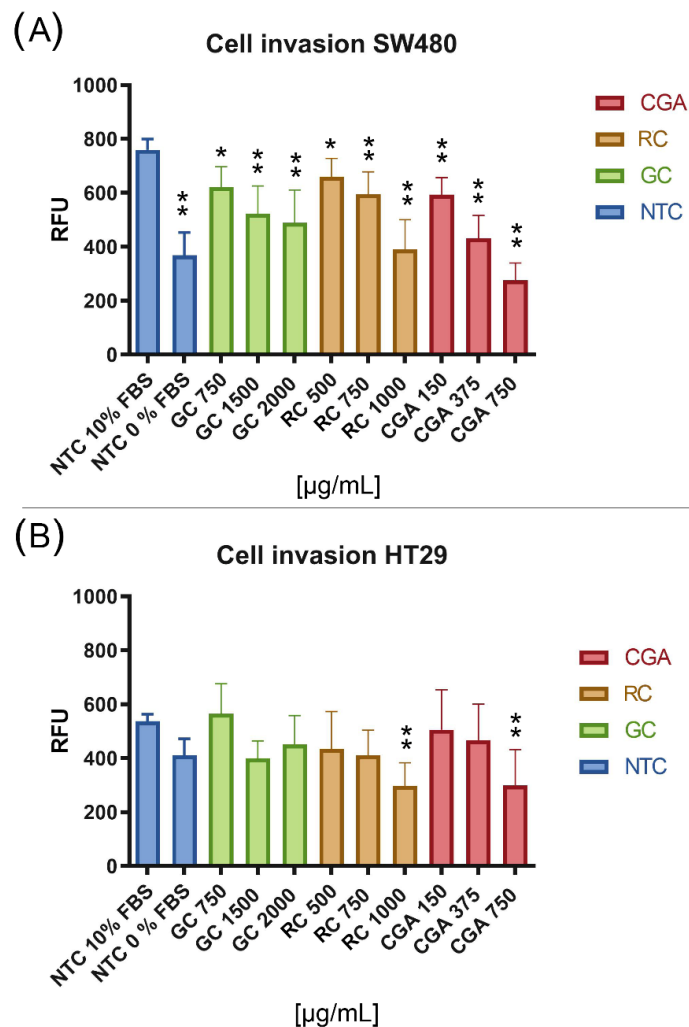 (A)
Cell invasion SW480
1000
800
600
400
200
0
RFU
*
**
*
**
**
*
**
**
**
**
**
NTC 10% FBS
NTC 0 % FBS
GC 750
GC 1500
GC 2000
RC 500
RC 750
RC 1000
CGA 150
CGA 375
CGA 750
[µg/mL]
CGA
RC
GC
NTC
(B)
Cell invasion HT29
1000
800
600
400
200
0
RFU
**
**
NTC 10% FBS
NTC 0 % FBS
GC 750
GC 1500
GC 2000
RC 500
RC 750
RC 1000
CGA 150
CGA 375
CGA 750
[µg/mL]
CGA
RC
GC
NTC